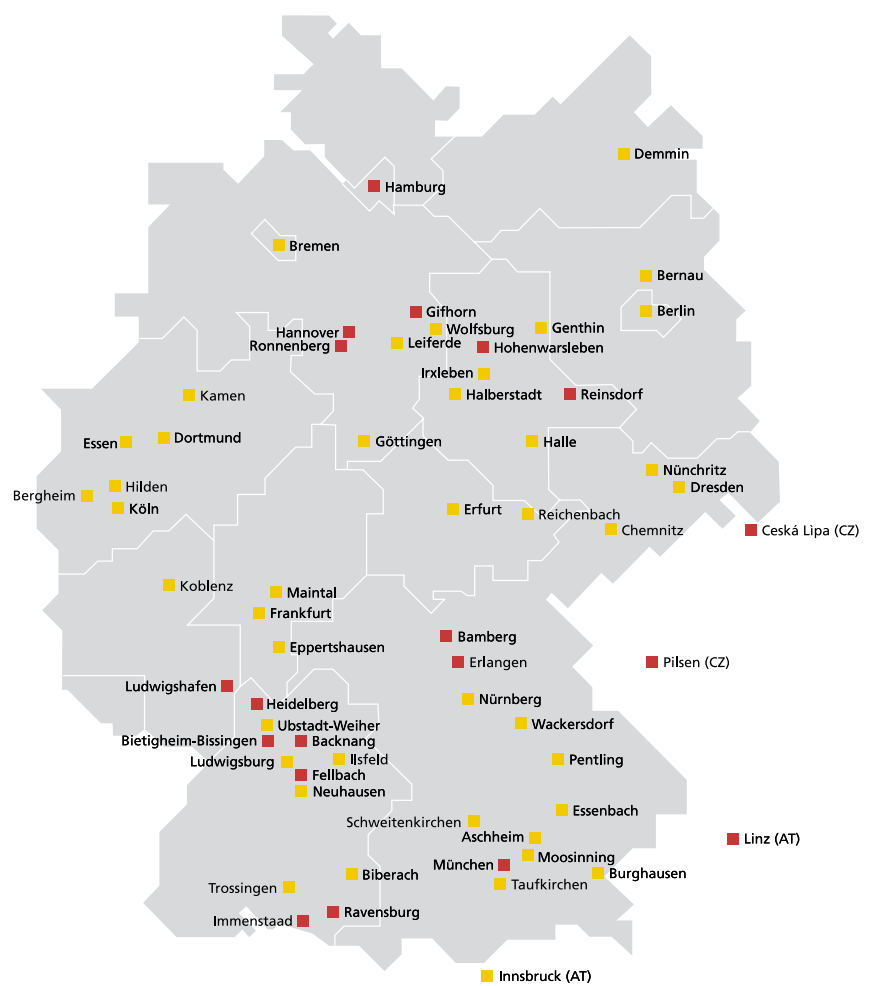 Demmin
Hamburg
Bremen
Bernau
Berlin
Gifhorn
Wolfsburg
Genthin
Hannover
Ronnenberg
Leiferde
Hohenwarsleben
Irxleben
Halberstadt
Reinsdorf
Kamen
Dortmund
Essen
Göttingen
Halle
Nünchritz
Dresden
Hilden
Bergheim
Köln
Erfurt
Reichenbach
Chemnitz
Ceská Lìpa (CZ)
Koblenz
Maintal
Frankfurt
Bamberg
Eppertshausen
Erlangen
Pilsen (CZ)
Ludwigshafen
Nürnberg
Heidelberg
Ubstadt-Weiher
Wackersdorf
Bietigheim-Bissingen
Backnang
Ludwigsburg
Ilsfeld
Pentling
Fellbach
Neuhausen
Essenbach
Schweitenkirchen
Aschheim
Linz (AT)
Moosinning
München
Biberach
Burghausen
Taufkirchen
Trossingen
Ravensburg
Immenstaad
Innsbruck (AT)